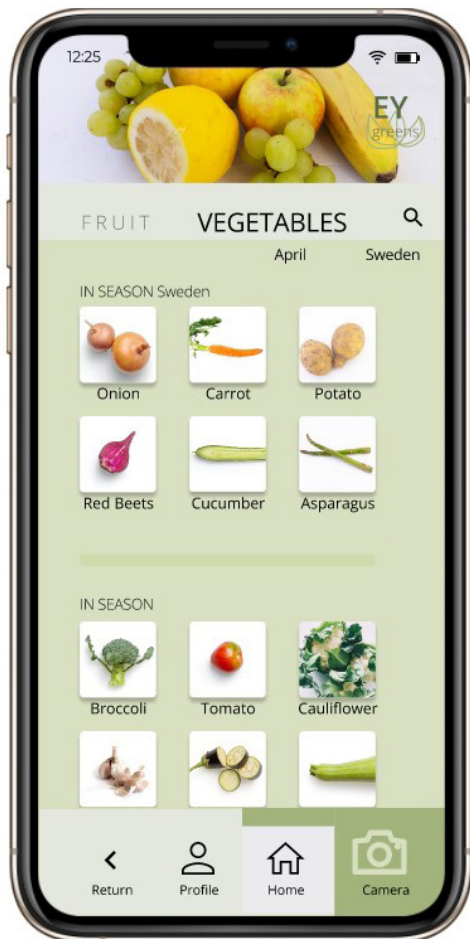 12:25
EY
greens
FRUIT VEGETABLES
April Sweden
IN SEASON Sweden
Onion Carrot Potato
Red Beets Cucumber Asparagus
IN SEASON
Broccoli Tomato Cauliflower
Return Profile Home Camera